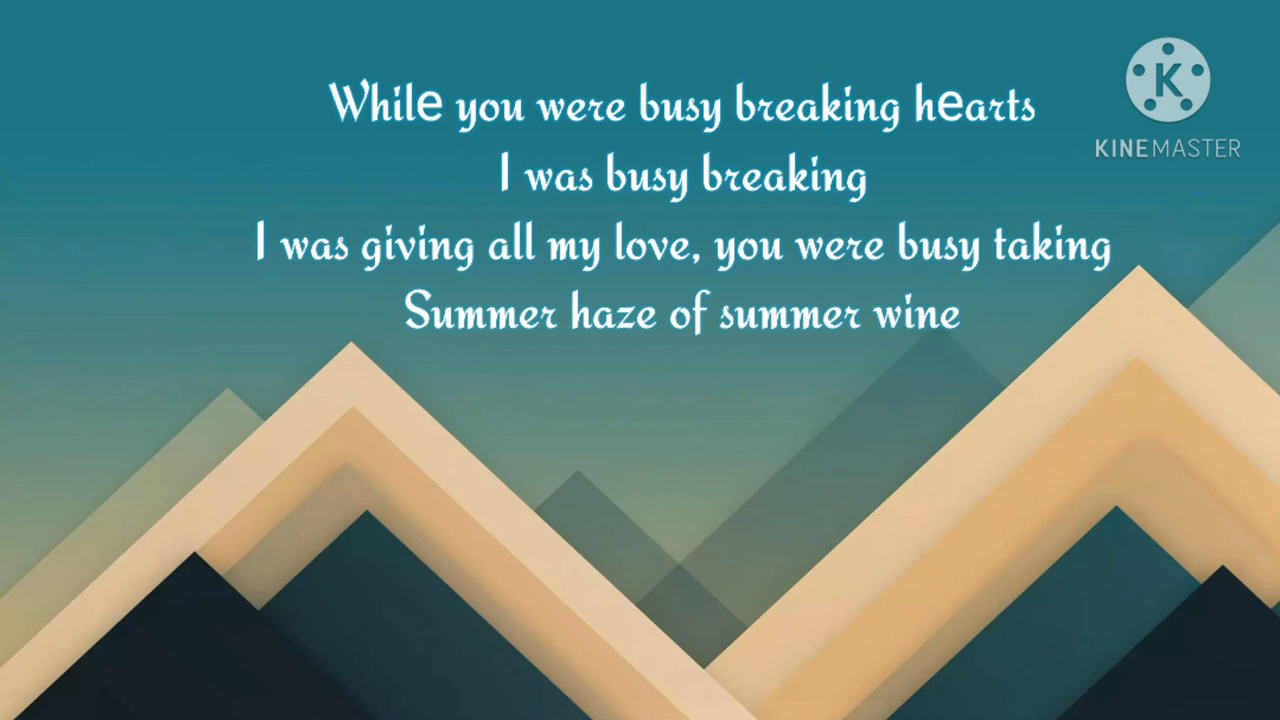 While you were busy breaking hearts
I was busy breaking
I was giving all my love, you were busy taking
Summer haze of summer wine
K
KINEMASTER